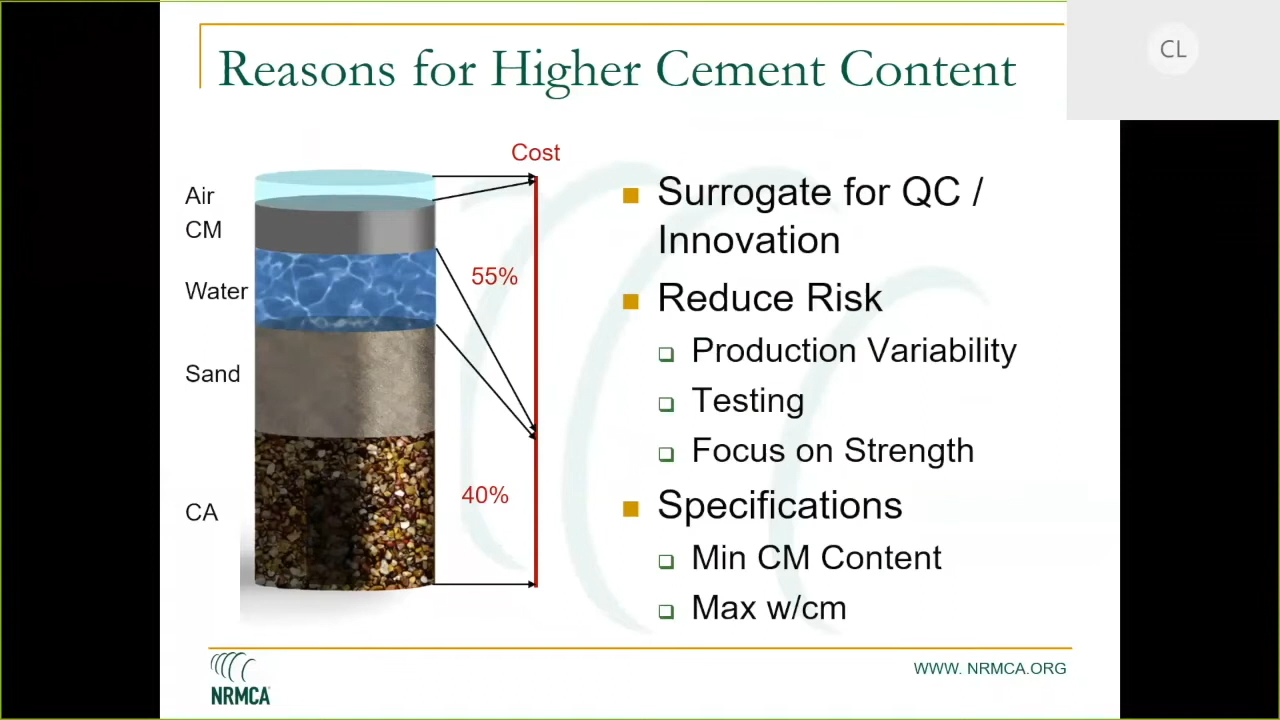 CL
Reasons for Higher Cement Content
Cost
Air
CM
Water
Sand
CA
55%
40%
Surrogate for QC /
Innovation
Reduce Risk
Production Variability
Testing
Focus on Strength
Specifications
Min CM Content
Max w/cm
NRMCA
WWW. NRMCA.ORG